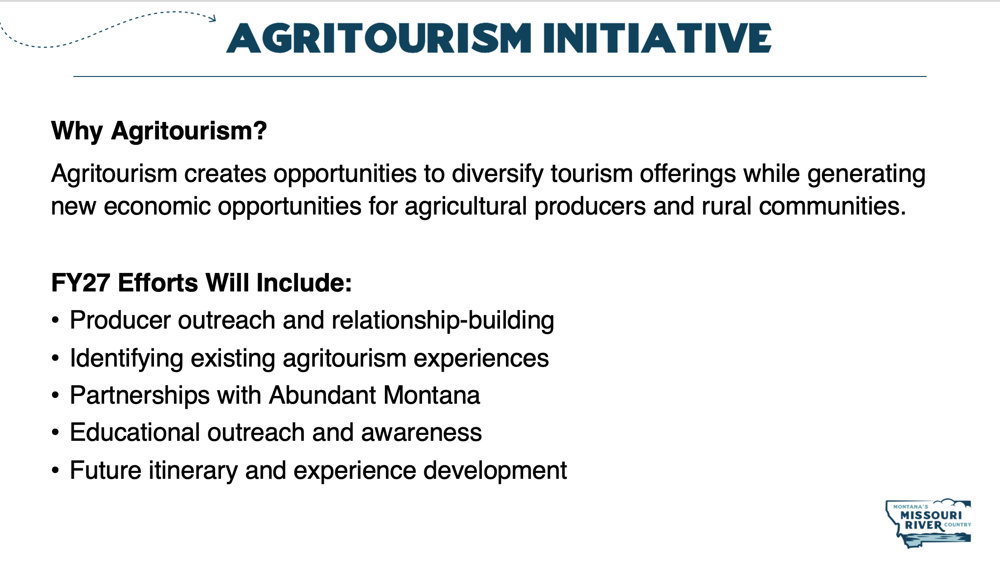 AGRITOURISM INITIATIVE
Why Agritourism?
Agritourism creates opportunities to diversify tourism offerings while generating
new economic opportunities for agricultural producers and rural communities.
FY27 Efforts Will Include:
• Producer outreach and relationship-building
• Identifying existing agritourism experiences
• Partnerships with Abundant Montana
• Educational outreach and awareness
• Future itinerary and experience development
MONTANA'S
MISSOURI
RIVER COUNTRY